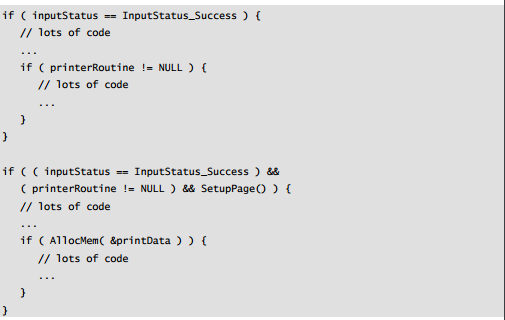 if ( inputStatus == InputStatus_Success ) {
// lots of code
...
if ( printerRoutine != NULL ) {
// lots of code
...
}
}
if ( ( inputStatus == InputStatus_Success ) &&
( printerRoutine != NULL ) && SetupPage() ) {
// lots of code
...
if ( AllocMem( &printData ) ) {
// lots of code
...
}
}